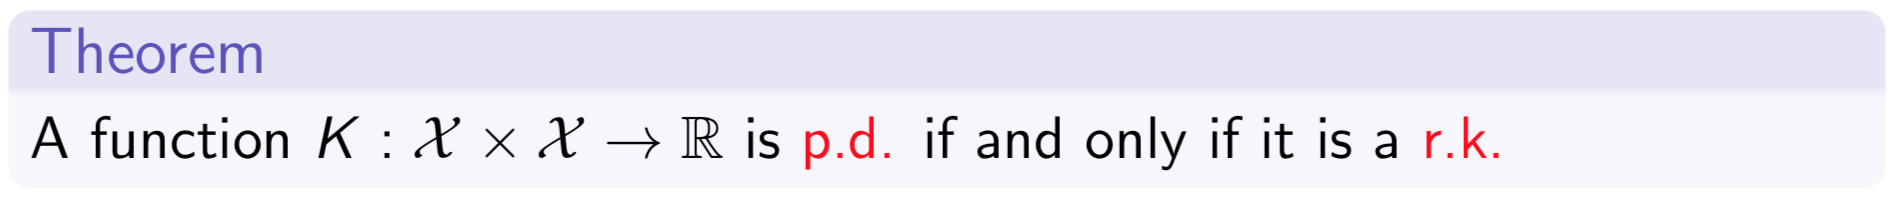 Theorem
A function K : 𝒳 × 𝒳 → ℝ is p.d. if and only if it is a r.k.